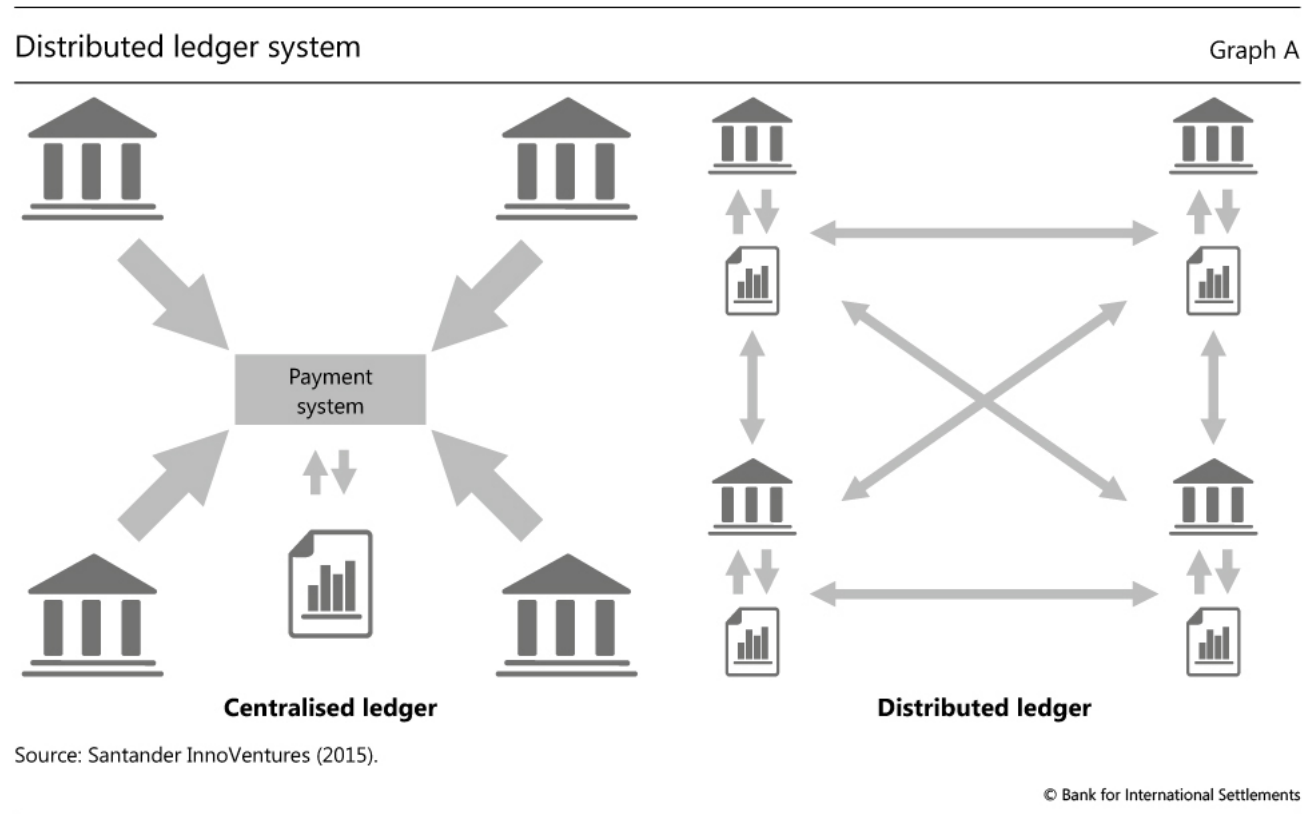 Distributed ledger system
Graph A
Payment
system
Centralised ledger
Distributed ledger
Source: Santander InnoVentures (2015).
© Bank for International Settlements